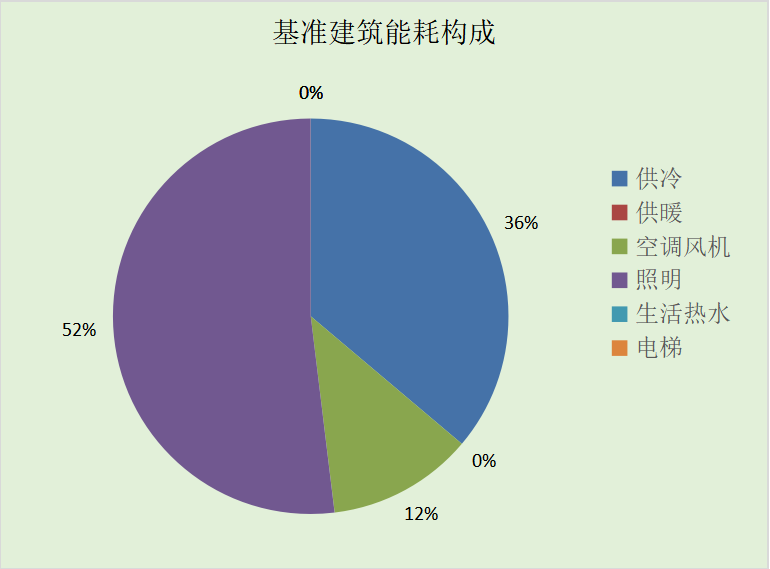 基准建筑能耗构成
0%
36%
0%
12%
52%
供冷
供暖
空调风机
照明
生活热水
电梯